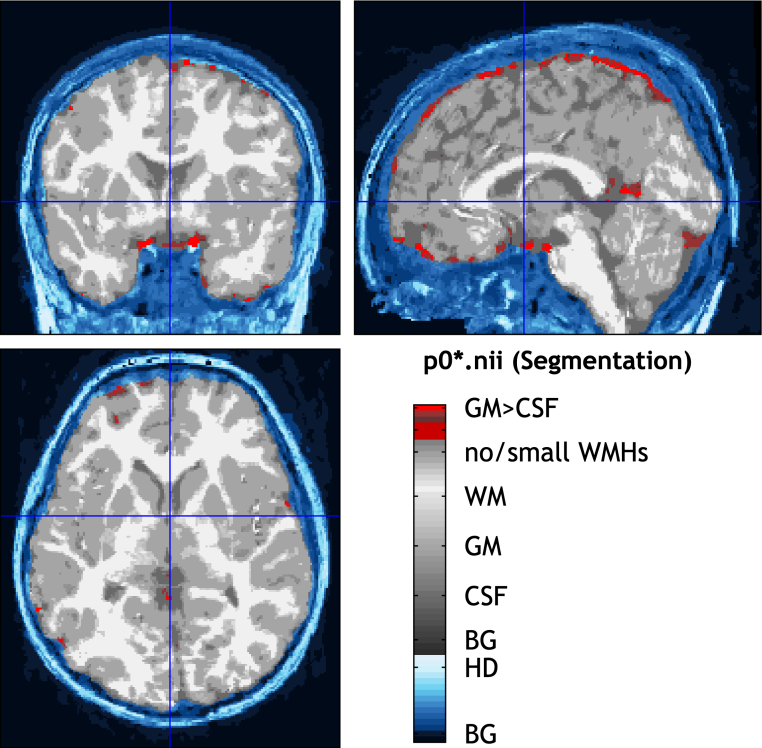 p0*.nii (Segmentation)
GM>CSF
no/small WMHs
WM
GM
CSF
BG
HD
BG